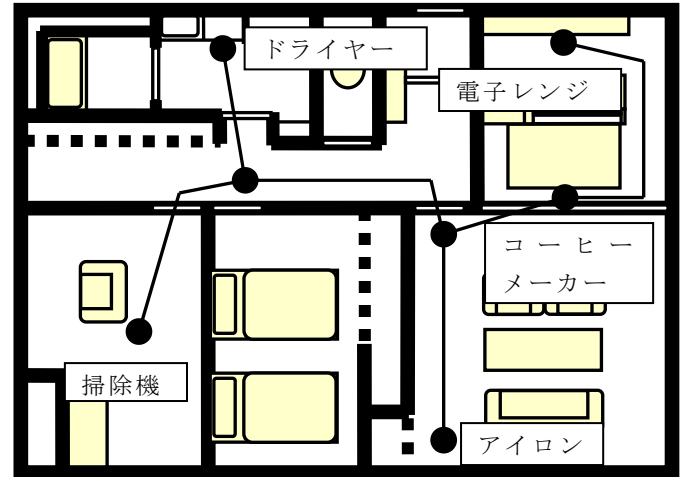 ドライヤー
電子レンジ
コーヒー
メーカー
掃除機
アイロン